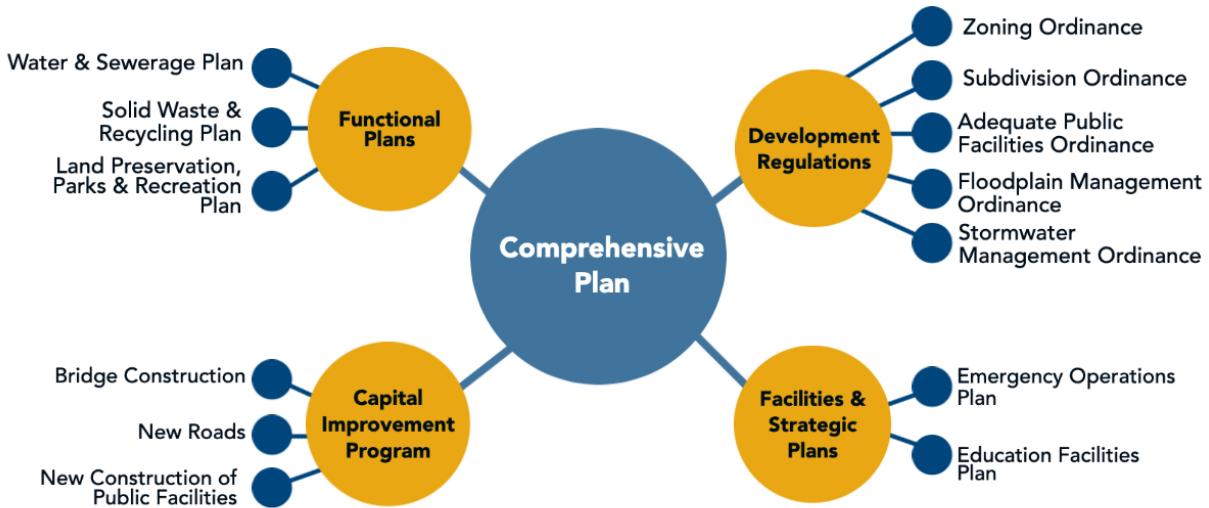 Water & Sewerage Plan
Solid Waste &
Recycling Plan
Land Preservation,
Parks & Recreation
Plan
Functional
Plans
Development
Regulations
Zoning Ordinance
Subdivision Ordinance
Adequate Public
Facilities Ordinance
Floodplain Management
Ordinance
Stormwater
Management Ordinance
Comprehensive
Plan
Bridge Construction
New Roads
New Construction of
Public Facilities
Capital
Improvement
Program
Facilities &
Strategic
Plans
Emergency Operations
Plan
Education Facilities
Plan